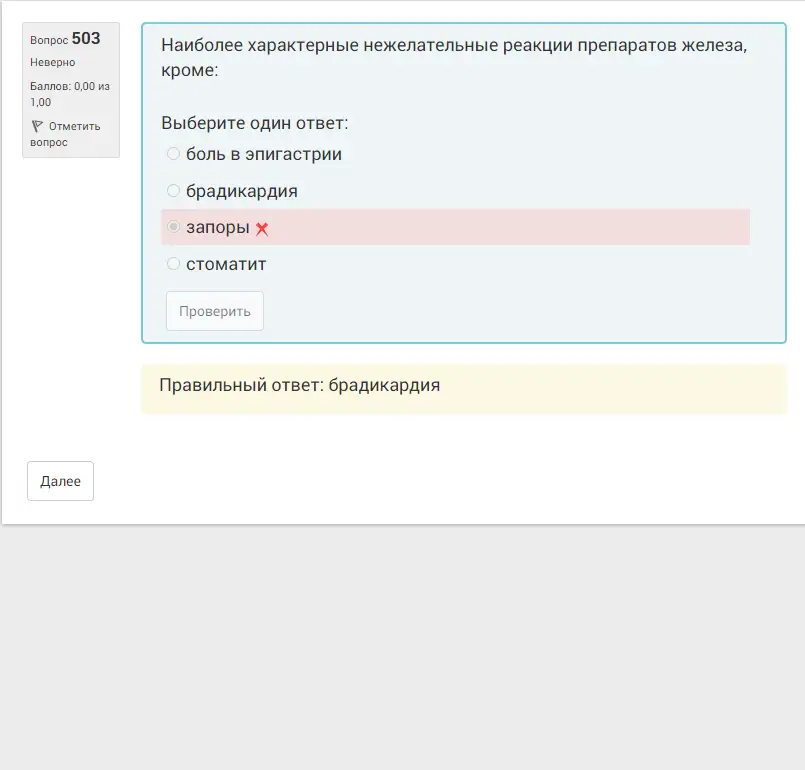 Вопрос 503
Неверно
Баллов: 0,00 из
1,00
Отметить
вопрос
Наиболее характерные нежелательные реакции препаратов железа,
кроме:
Выберите один ответ:
боль в эпигастрии
брадикардия
запоры
стоматит
Проверить
Правильный ответ: брадикардия
Далее